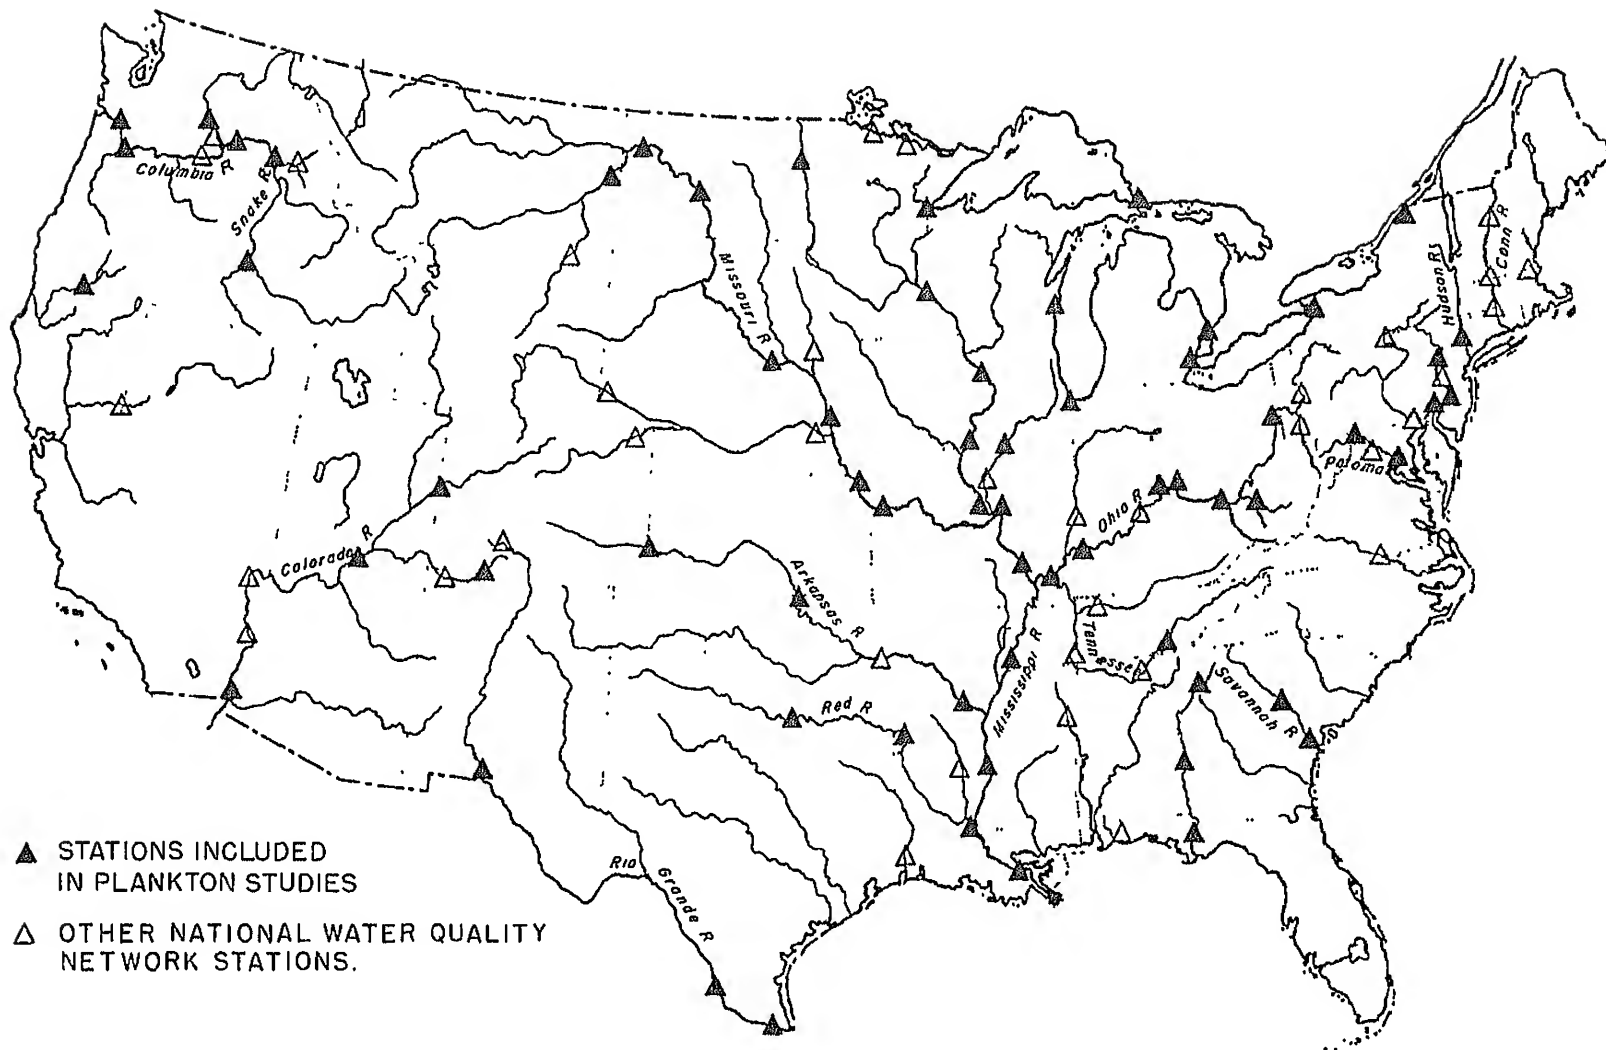 Columbia R
Snake R
Missouri R
Hudson R
Conn R
Potomac
Ohio R
Colorado R
Arkansas R
Tennessee
Mississippi R
Savannah R
Red R
Rio Grande R
STATIONS INCLUDED
IN PLANKTON STUDIES
OTHER NATIONAL WATER QUALITY
NETWORK STATIONS.